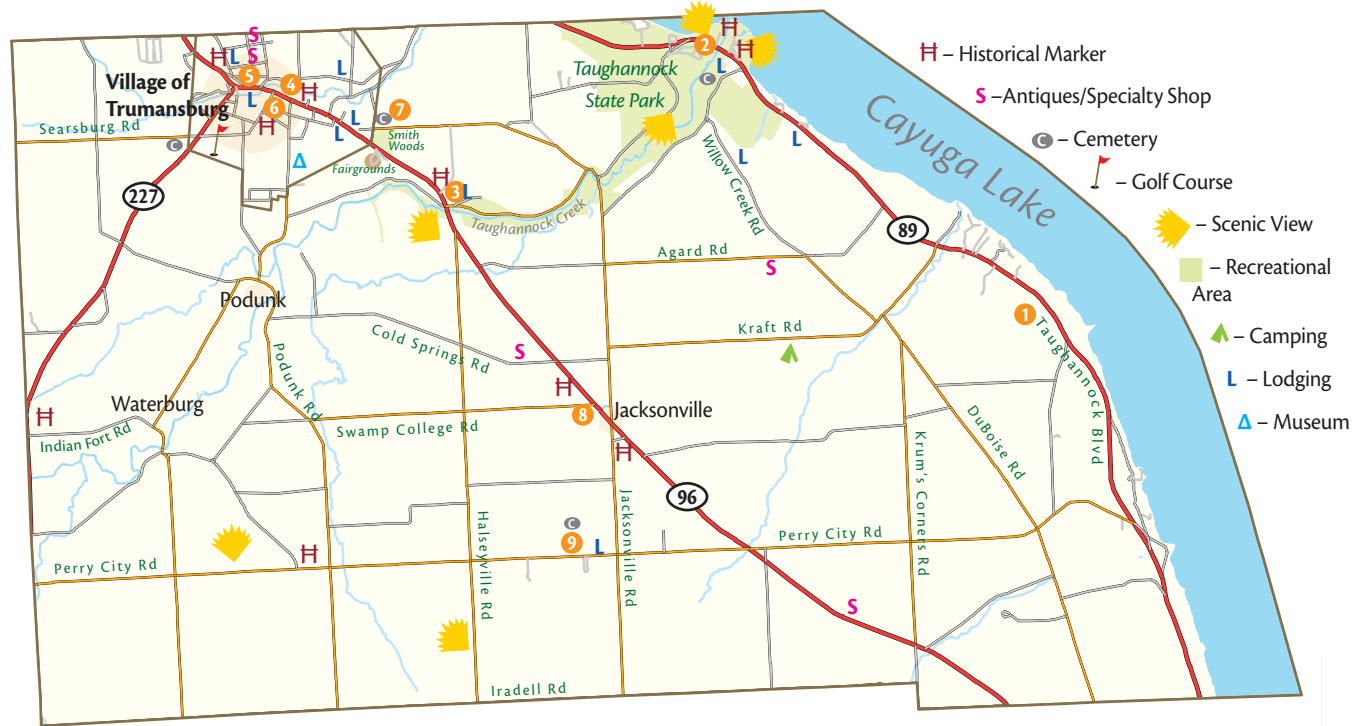 S
S
H
L
L
5
4
H
Village of
Trumansburg
L
6
H
L
L
7
C
Smith
Woods
Searsburg Rd
C
Δ
Fairgrounds
227
H
3
L
Taughannock Creek
Taughannock
State Park
2
H
H
L
C
Willow Creek Rd
L
L
Cayuga Lake
89
Agard Rd
S
Podunk
Cold Springs Rd
S
Kraft Rd
1
Taughannock Blvd
Podunk Rd
H
Waterburg
8
Jacksonville
H
Indian Fort Rd
Swamp College Rd
H
DuBoise Rd
Krum's Corners Rd
96
Halseyville Rd
Jacksonville Rd
C
9
L
Perry City Rd
H
Perry City Rd
S
Iradell Rd
H – Historical Marker
S –Antiques/Specialty Shop
C – Cemetery
– Golf Course
– Scenic View
– Recreational
Area
– Camping
L – Lodging
Δ – Museum